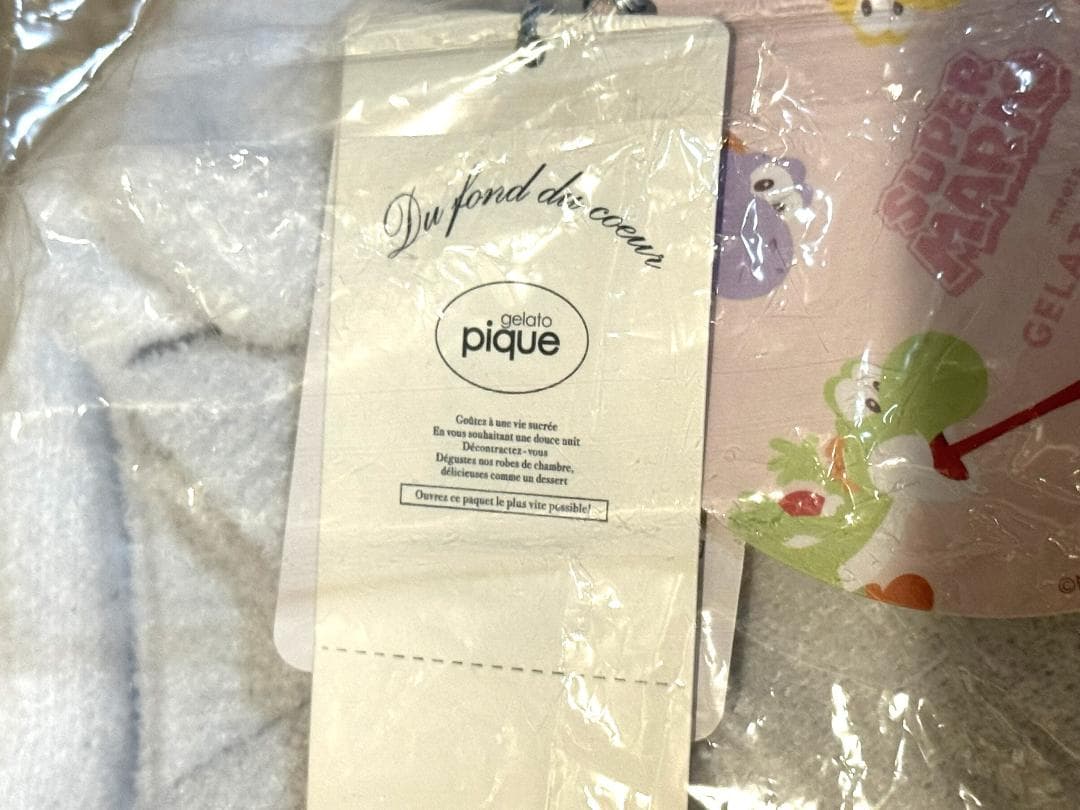 Du fond du coeur
gelato
pique
Goûtez à une vie sucrée
En vous souhaitant une douce nuit
Décontractez-vous
Dégustez nos robes de chambre,
délicieuses comme un dessert
Ouvrez ce paquet le plus vite possible!
SUPER
MARIO
meets
GELAT
©